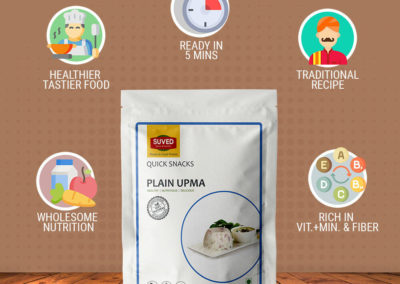 READY IN
5 MINS
HEALTHIER
TASTIER FOOD
TRADITIONAL
RECIPE
SUVED
QUICK SNACKS
PLAIN UPMA
WHOLESOME
NUTRITION
E
A
B
C
D
RICH IN
VIT.+MIN. & FIBER